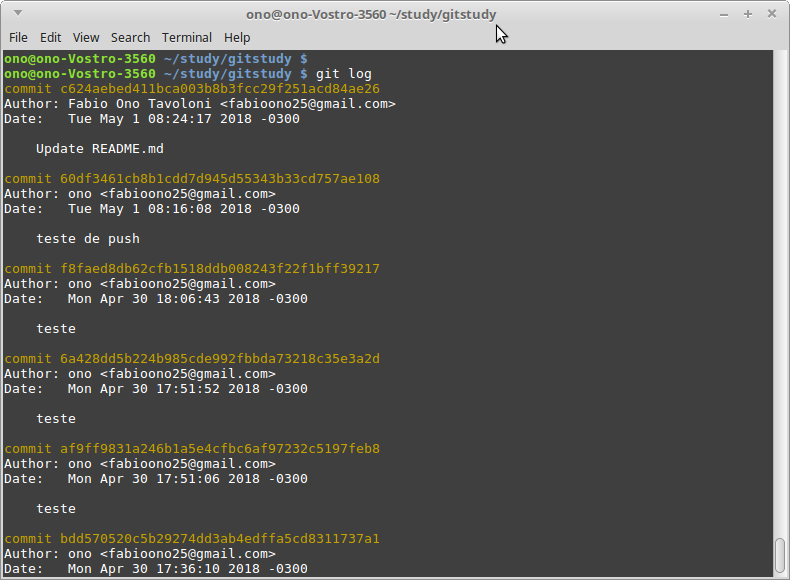 ono@ono-Vostro-3560 ~/study/gitstudy
File Edit View Search Terminal Help
ono@ono-Vostro-3560 ~/study/gitstudy $
ono@ono-Vostro-3560 ~/study/gitstudy $ git log
commit c624aebed411bca003b8b3fcc29f251acd84ae26
Author: Fabio Ono Tavoloni <fabioono25@gmail.com>
Date:   Tue May 1 08:24:17 2018 -0300
Update README.md
commit 60df3461cb8b1cdd7d945d55343b33cd757ae108
Author: ono <fabioono25@gmail.com>
Date:   Tue May 1 08:16:08 2018 -0300
teste de push
commit f8faed8db62cfb1518ddb008243f22f1bff39217
Author: ono <fabioono25@gmail.com>
Date:   Mon Apr 30 18:06:43 2018 -0300
teste
commit 6a428dd5b224b985cde992fbbda73218c35e3a2d
Author: ono <fabioono25@gmail.com>
Date:   Mon Apr 30 17:51:52 2018 -0300
teste
commit af9ff9831a246b1a5e4cfbc6af97232c5197feb8
Author: ono <fabioono25@gmail.com>
Date:   Mon Apr 30 17:51:06 2018 -0300
teste
commit bdd570520c5b29274dd3ab4edffa5cd8311737a1
Author: ono <fabioono25@gmail.com>
Date:   Mon Apr 30 17:36:10 2018 -0300